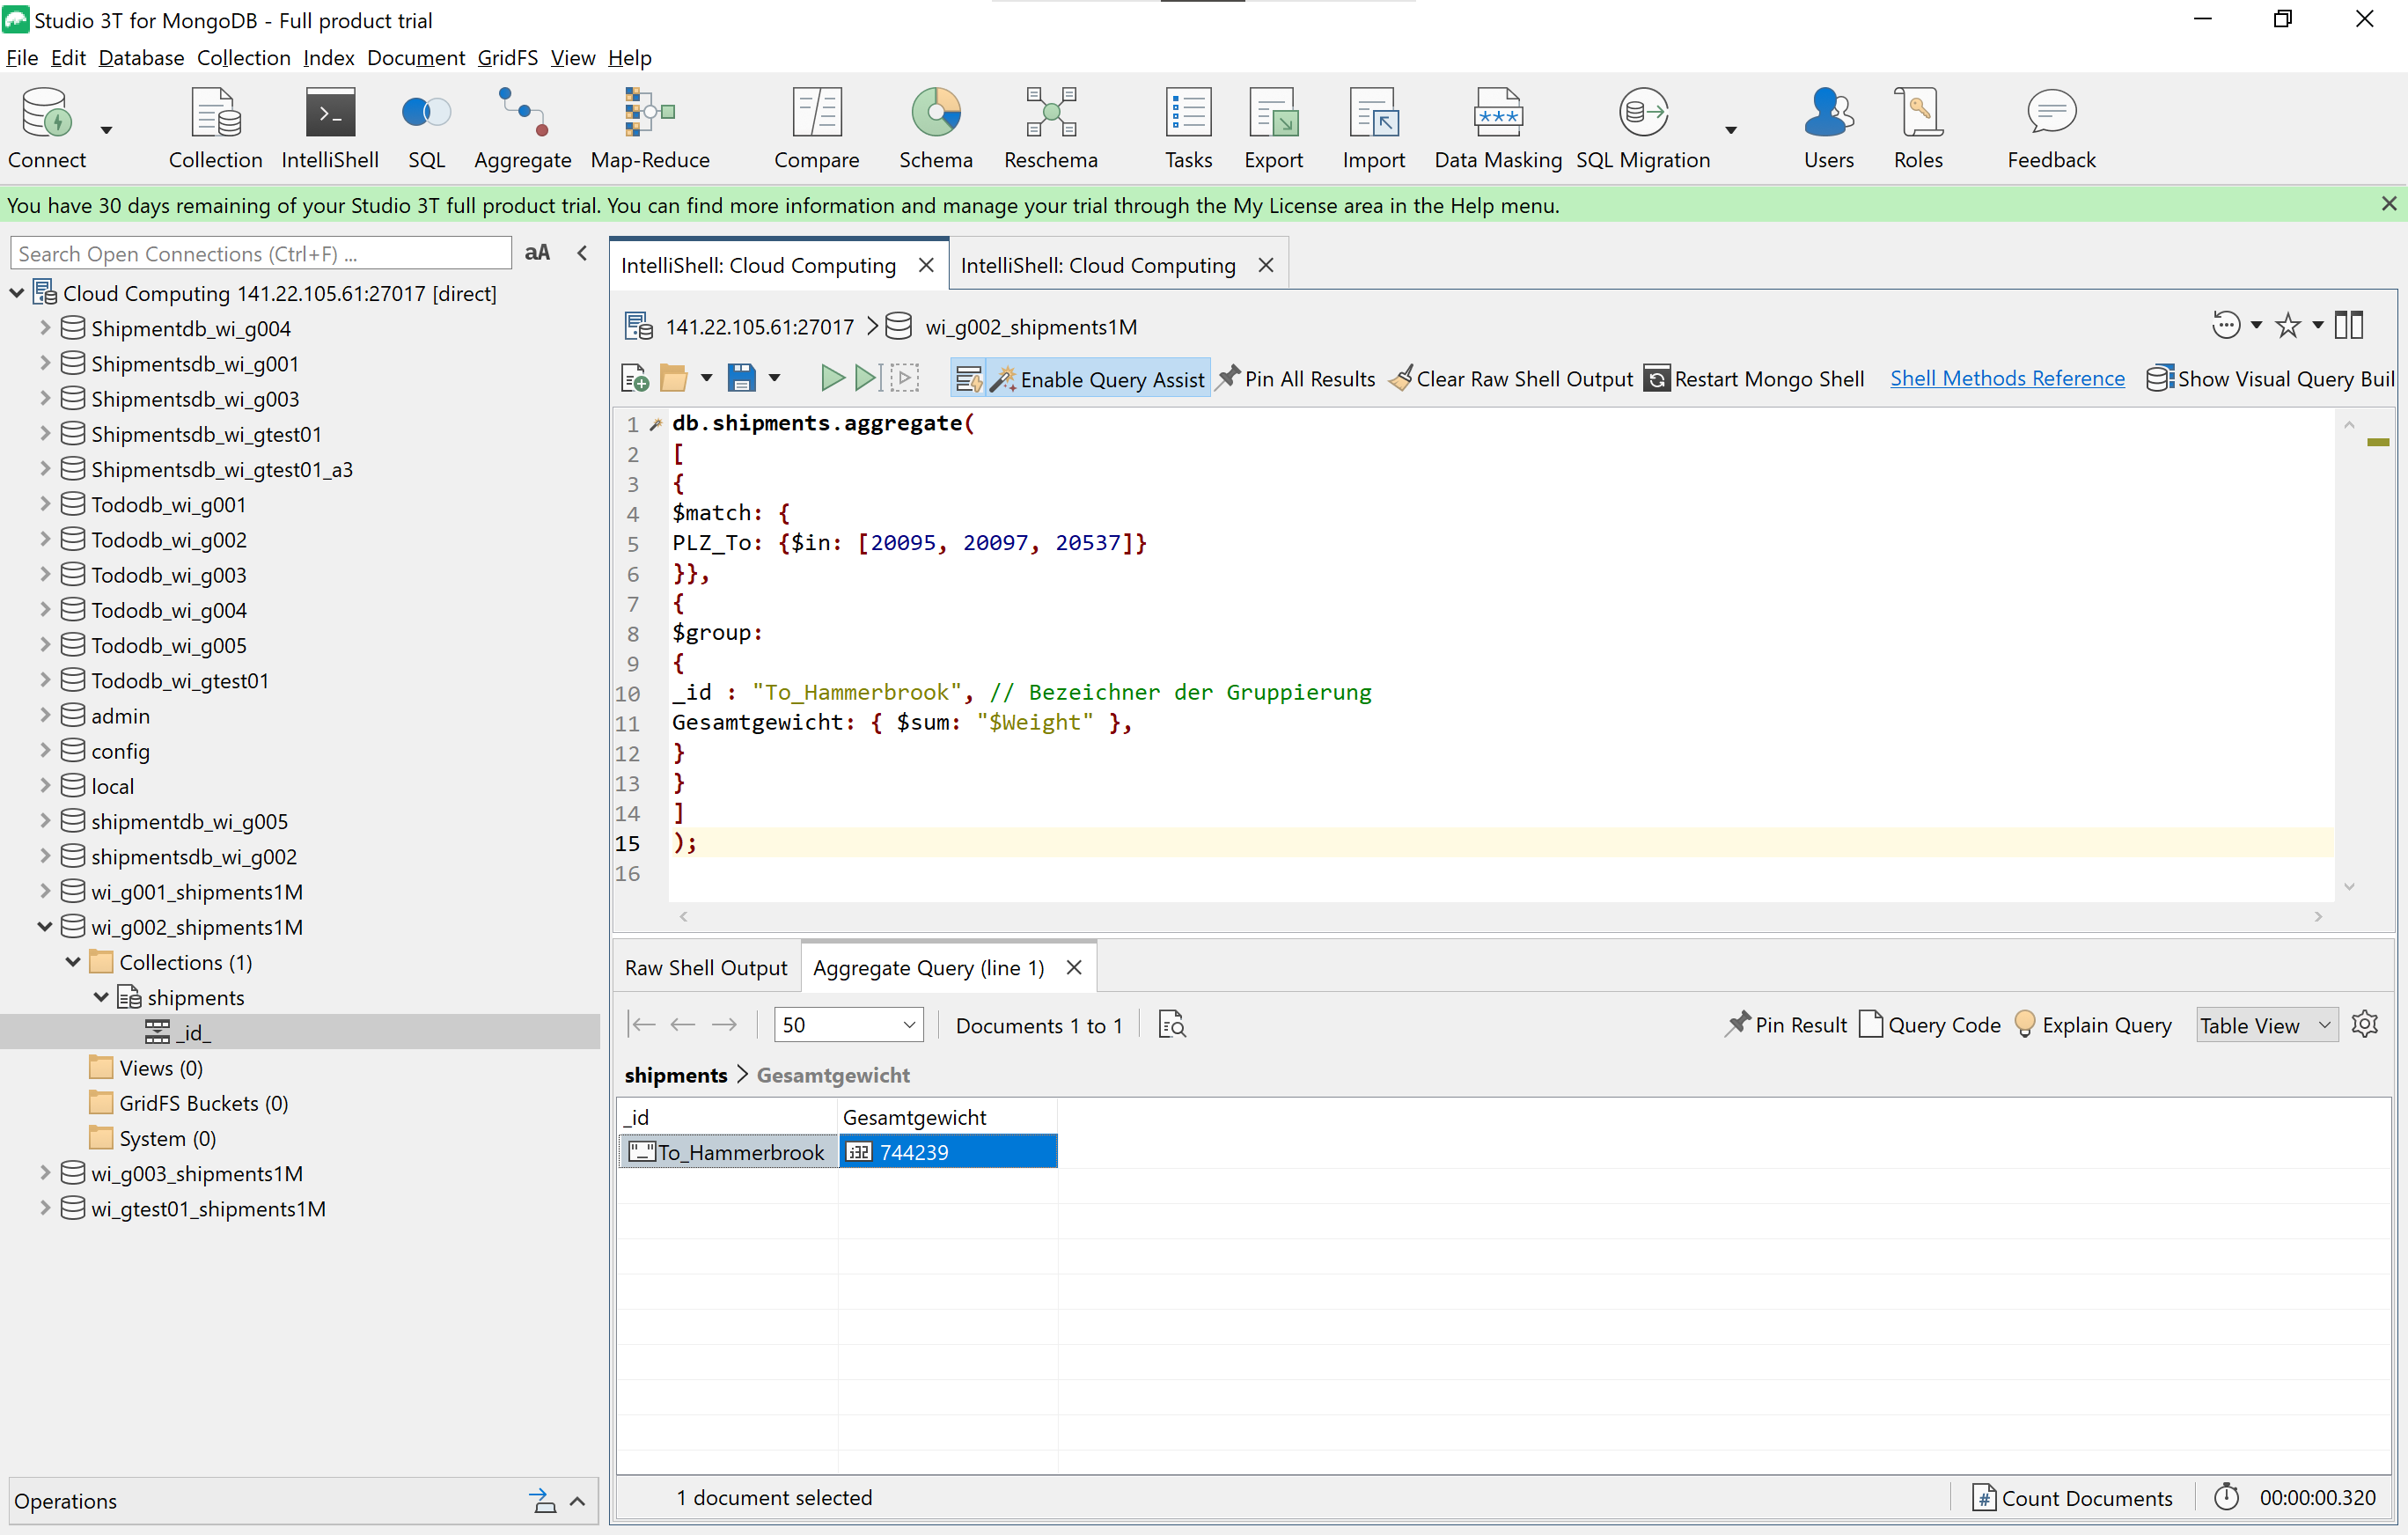 Studio 3T for MongoDB - Full product trial
File Edit Database Collection Index Document GridFS View Help
Connect Collection IntelliShell SQL Aggregate Map-Reduce Compare Schema Reschema Tasks Export Import Data Masking SQL Migration Users Roles Feedback
You have 30 days remaining of your Studio 3T full product trial. You can find more information and manage your trial through the My License area in the Help menu.
Search Open Connections (Ctrl+F) ... aA
Cloud Computing 141.22.105.61:27017 [direct]
Shipmentdb_wi_g004
Shipmentsdb_wi_g001
Shipmentsdb_wi_g003
Shipmentsdb_wi_gtest01
Shipmentsdb_wi_gtest01_a3
Tododb_wi_g001
Tododb_wi_g002
Tododb_wi_g003
Tododb_wi_g004
Tododb_wi_g005
Tododb_wi_gtest01
admin
config
local
shipmentdb_wi_g005
shipmentsdb_wi_g002
wi_g001_shipments1M
wi_g002_shipments1M
Collections (1)
shipments
_id_
Views (0)
GridFS Buckets (0)
System (0)
wi_g003_shipments1M
wi_gtest01_shipments1M
Operations
IntelliShell: Cloud Computing IntelliShell: Cloud Computing
141.22.105.61:27017 wi_g002_shipments1M
Enable Query Assist Pin All Results Clear Raw Shell Output Restart Mongo Shell Shell Methods Reference Show Visual Query Buil
1 db.shipments.aggregate(
2 [
3 {
4 $match: {
5 PLZ_To: {$in: [20095, 20097, 20537]}
6 }},
7 {
8 $group:
9 {
10 _id : "To_Hammerbrook", // Bezeichner der Gruppierung
11 Gesamtgewicht: { $sum: "$Weight" },
12 }
13 }
14 ]
15 );
16
Raw Shell Output Aggregate Query (line 1)
50 Documents 1 to 1 Pin Result Query Code Explain Query Table View
shipments > Gesamtgewicht
_id Gesamtgewicht
"_" To_Hammerbrook i32 744239
1 document selected # Count Documents 00:00:00.320